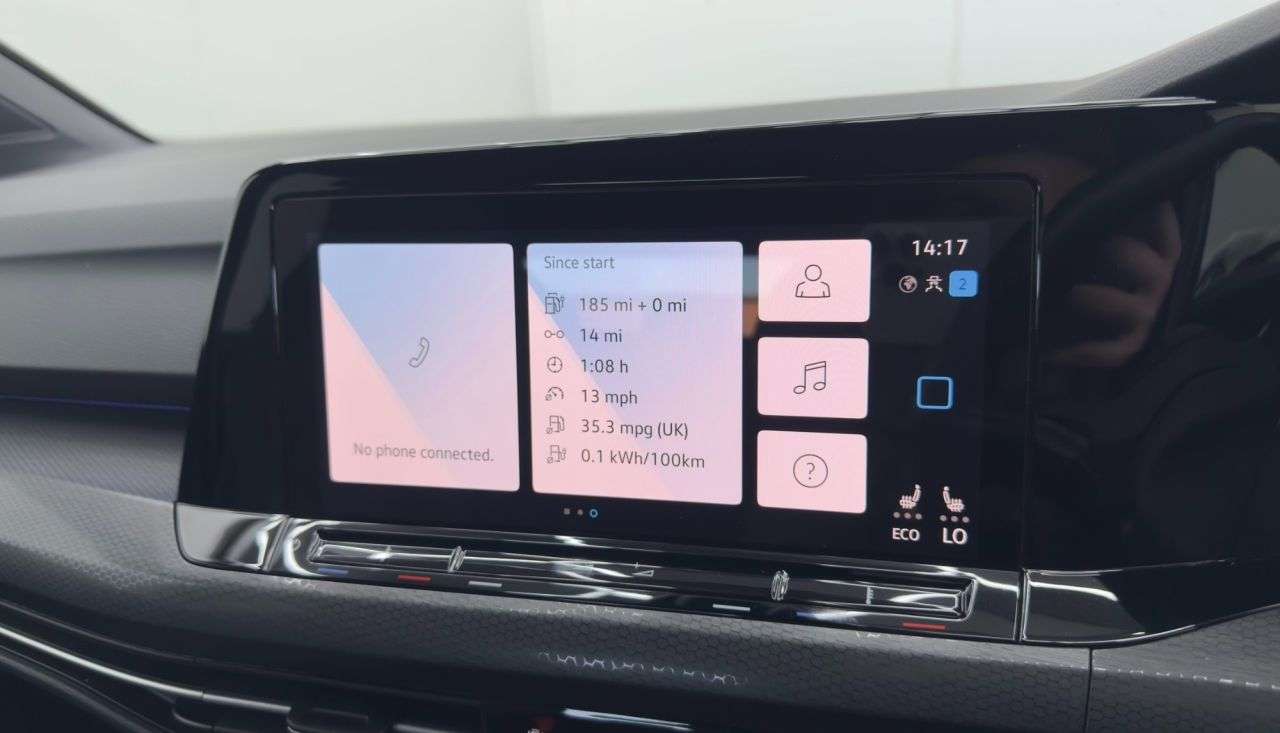 No phone connected.
Since start
185 mi + 0 mi
14 mi
1:08 h
13 mph
35.3 mpg (UK)
0.1 kWh/100km
?
14:17
2
ECO
LO